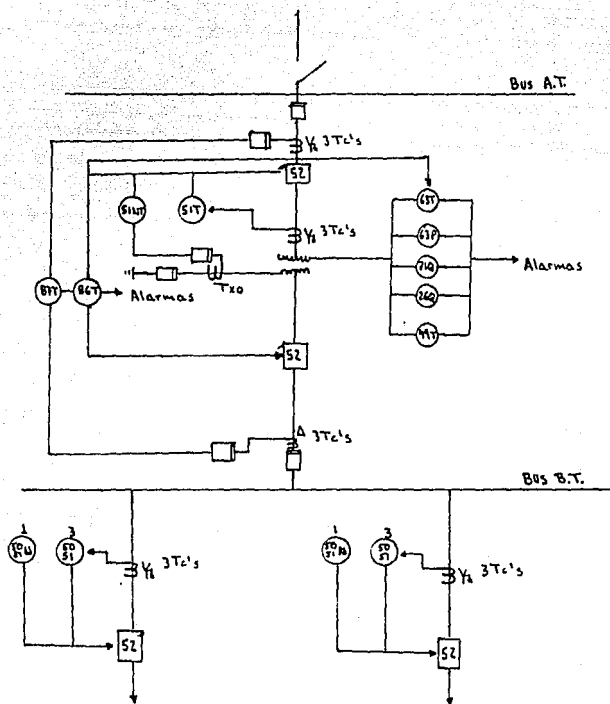 Bus A.T.
3Tc's
52
51NT
51T
3Tc's
63T
63P
71Q
26Q
49T
Alarmas
Txo
87T
86T
Alarmas
52
Δ 3Tc's
Bus B.T.
1
3
50
51
3Tc's
52
1
3
50
51
3Tc's
52